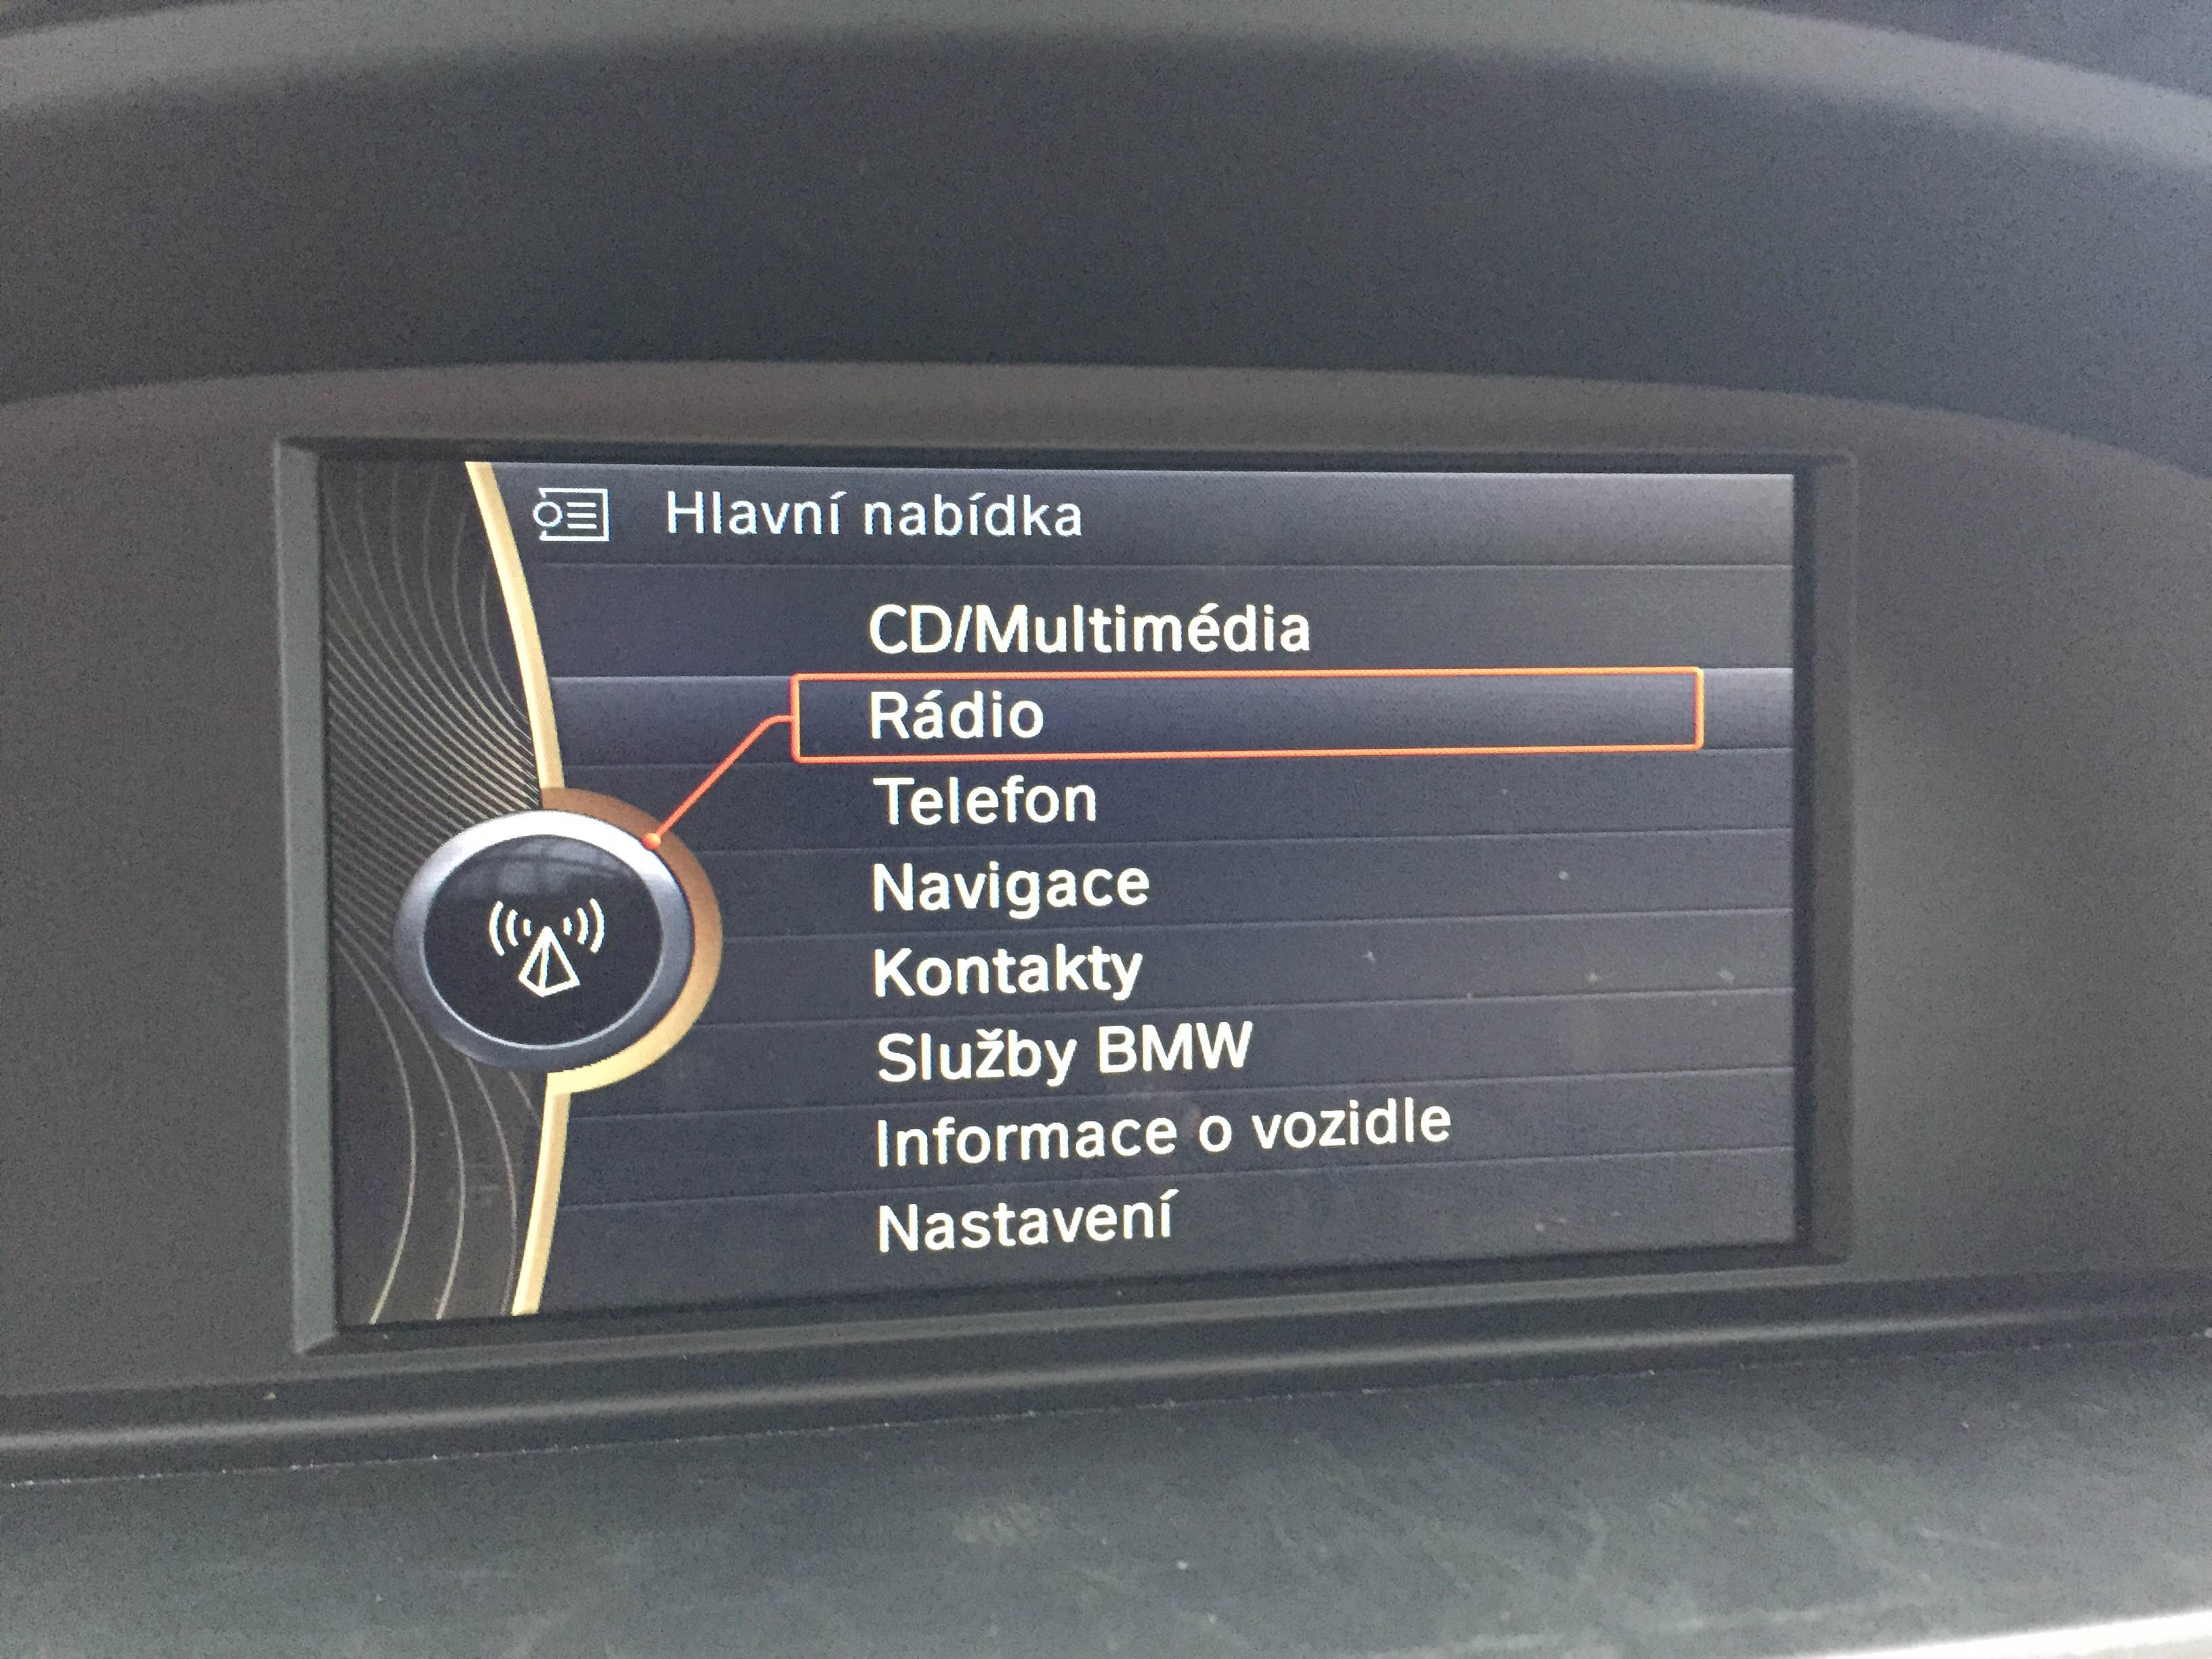 Hlavní nabídka
CD/Multimédia
Rádio
Telefon
Navigace
Kontakty
Služby BMW
Informace o vozidle
Nastavení